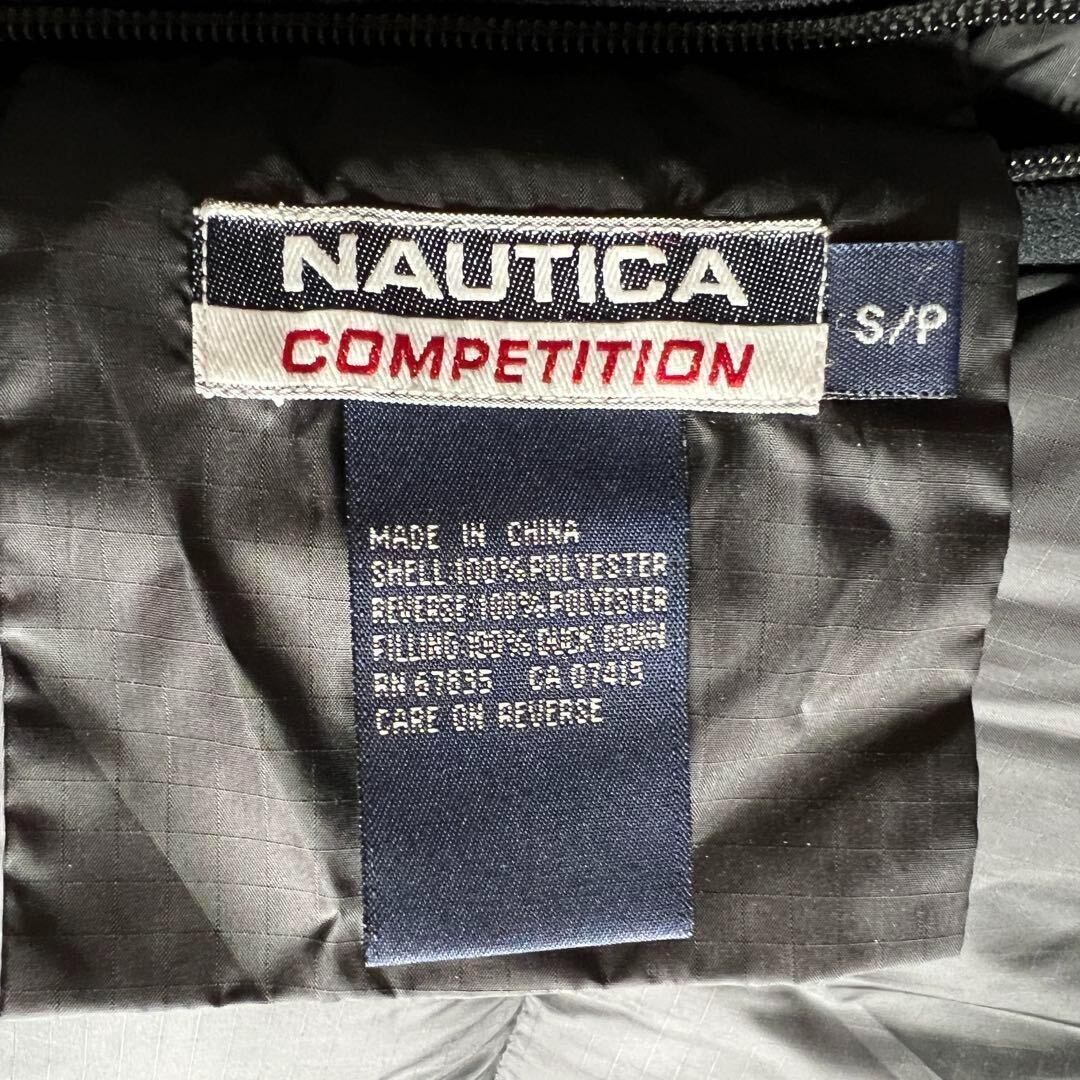 NAUTICA
COMPETITION
S/P
MADE IN CHINA
SHELL:100%POLYESTER
REVERSE:100%POLYESTER
FILLING:100% DUCK DOWN
RN 67835 CA 07415
CARE ON REVERSE